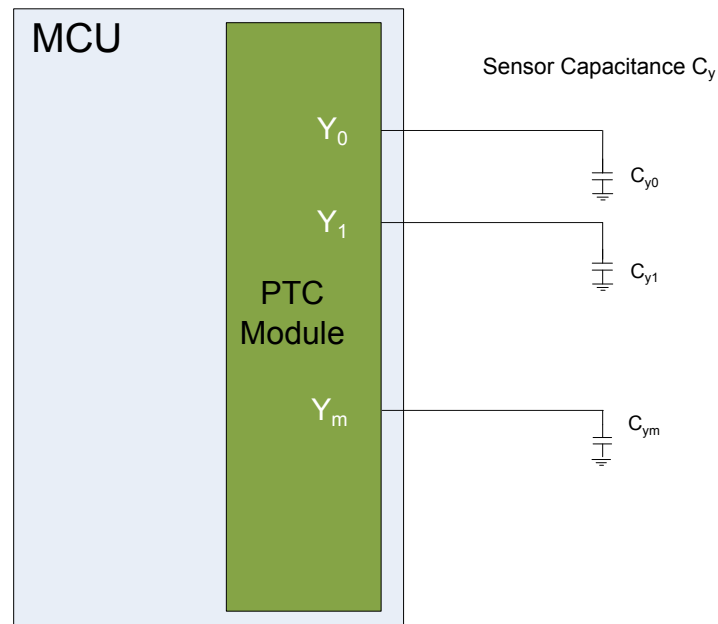 MCU
Sensor Capacitance Cy
Y0
Cy0
Y1
Cy1
PTC
Module
Ym
Cym